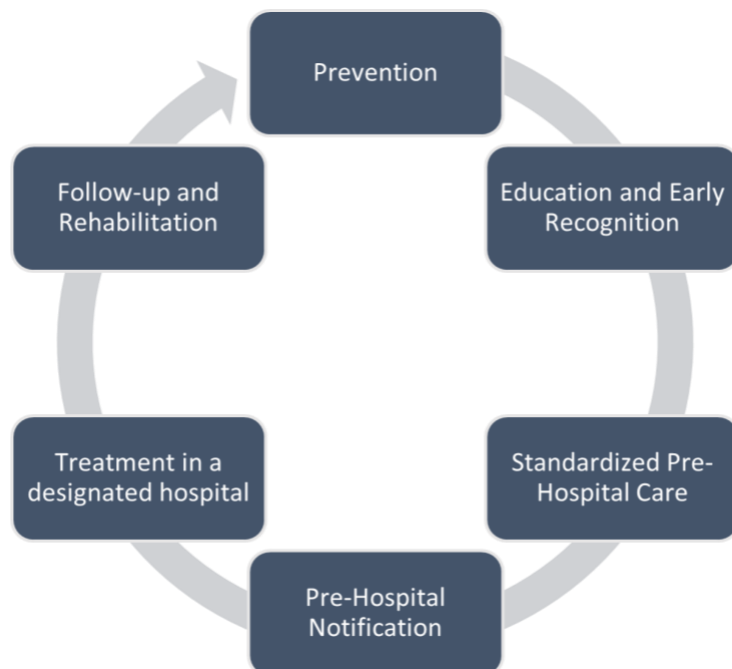 Prevention
Education and Early
Recognition
Standardized Pre-
Hospital Care
Pre-Hospital
Notification
Treatment in a
designated hospital
Follow-up and
Rehabilitation